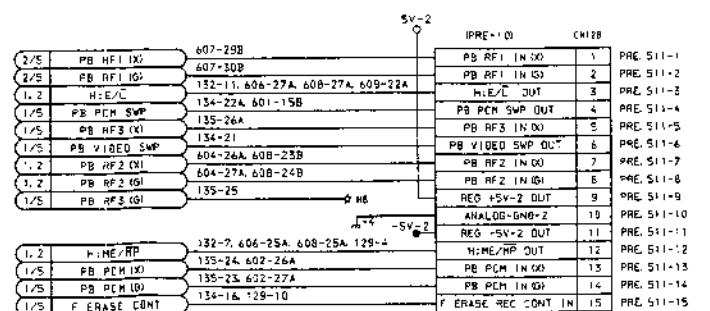 5V-2
(PRE-10) CN128
2/5 PB RF1 (X) 607-29B PB RF1 IN (X) 1 PRE. 511-1
2/5 PB RF1 (G) 607-30B PB RF1 IN (G) 2 PRE. 511-2
1, 2 H:E/L 132-11, 606-27A, 608-27A, 609-22A H:E/L OUT 3 PRE. 511-3
1/5 PB PCM SWP 134-22A, 601-15B PB PCM SWP OUT 4 PRE. 511-4
1/5 PB RF3 (X) 135-26A PB RF3 IN (X) 5 PRE. 511-5
1/5 PB VIDEO SWP 134-21 PB VIDEO SWP OUT 6 PRE. 511-6
1, 2 PB RF2 (X) 604-26A, 608-23B PB RF2 IN (X) 7 PRE. 511-7
1, 2 PB RF2 (G) 604-27A, 608-24B PB RF2 IN (G) 8 PRE. 511-8
1/5 PB RF3 (G) 135-25 H8 REG +5V-2 OUT 9 PRE. 511-9
ANALOG-GND-2 10 PRE. 511-10
-5V-2 REG -5V-2 OUT 11 PRE. 511-11
1, 2 H:ME/MP 132-7, 606-25A, 608-25A, 129-4 H:ME/MP OUT 12 PRE. 511-12
1/5 PB PCM (X) 135-24, 602-26A PB PCM IN (X) 13 PRE. 511-13
1/5 PB PCM (G) 135-23, 602-27A PB PCM IN (G) 14 PRE. 511-14
1/5 F ERASE CONT 134-16, 129-10 F ERASE REC CONT IN 15 PRE. 511-15